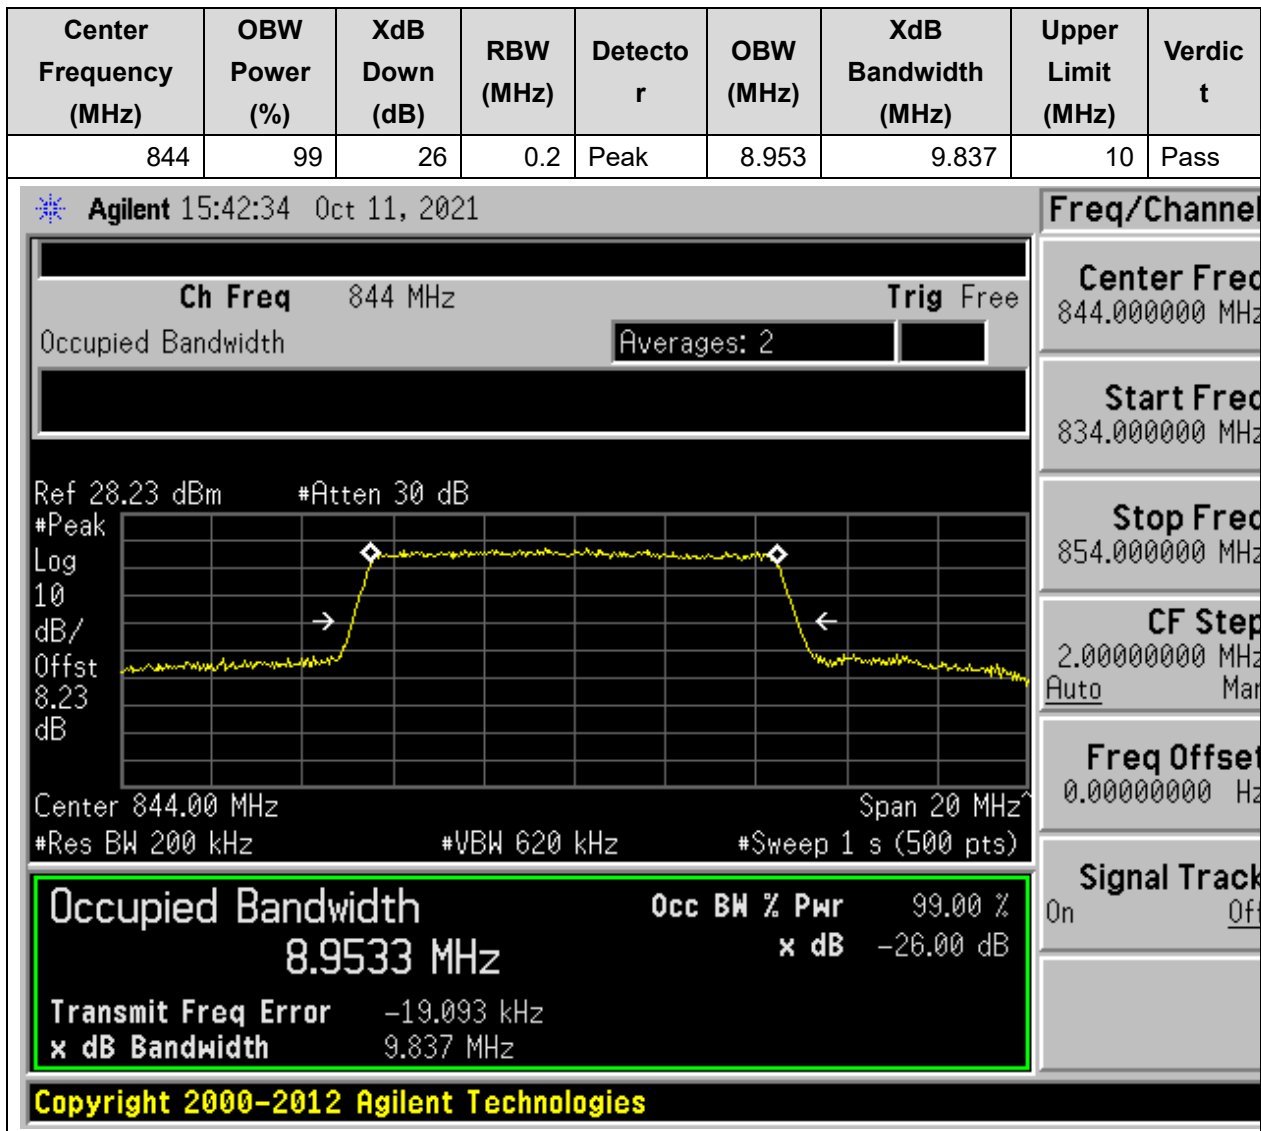 Center Frequency (MHz) OBW Power (%) XdB Down (dB) RBW (MHz) Detecto r OBW (MHz) XdB Bandwidth (MHz) Upper Limit (MHz) Verdic t
844 99 26 0.2 Peak 8.953 9.837 10 Pass
Agilent 15:42:34 Oct 11, 2021
Freq/Channel
Ch Freq 844 MHz Trig Free
Occupied Bandwidth Averages: 2
Center Freq
844.000000 MHz
Start Freq
834.000000 MHz
Stop Freq
854.000000 MHz
CF Step
2.00000000 MHz
Auto Man
Freq Offset
0.00000000 Hz
Signal Track
On Off
Ref 28.23 dBm #Atten 30 dB
#Peak
Log
10
dB/
Offst
8.23
dB
Center 844.00 MHz Span 20 MHz^
#Res BW 200 kHz #VBW 620 kHz #Sweep 1 s (500 pts)
Occupied Bandwidth Occ BW % Pwr 99.00 %
8.9533 MHz x dB -26.00 dB
Transmit Freq Error -19.093 kHz
x dB Bandwidth 9.837 MHz
Copyright 2000-2012 Agilent Technologies